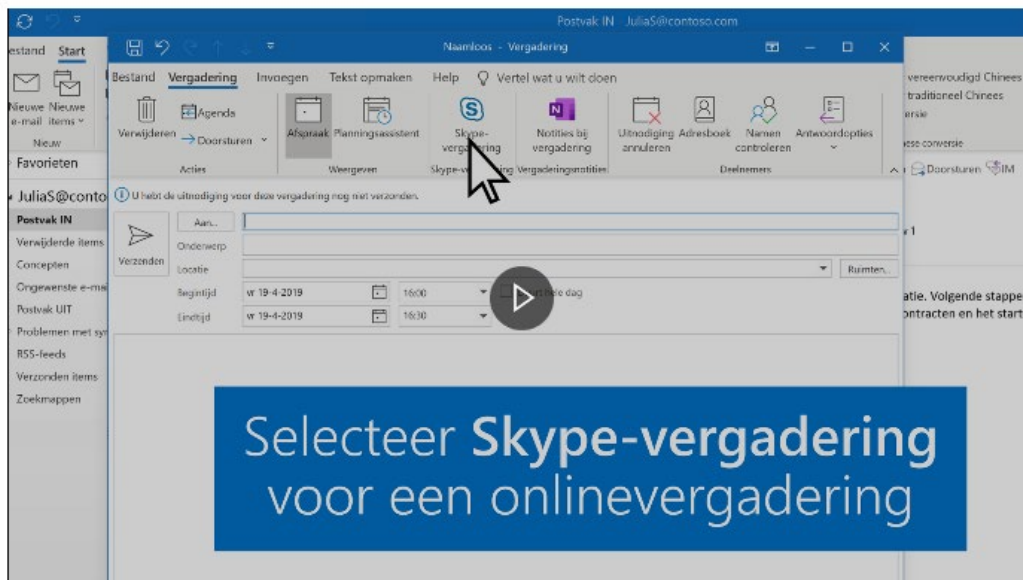 Postvak IN - JuliaS@contoso.com
estand Start
Naamloos - Vergadering
Bestand Vergadering Invoegen Tekst opmaken Help Vertel wat u wilt doen
Nieuwe Nieuwe
e-mail items
Nieuw
Verwijderen
Agenda
Doorsturen
Acties
Afspraak Planningsassistent
Weergeven
Skype-
vergadering
Skype-vergadering
Notities bij
vergadering
Vergaderingsnotities
Uitnodiging
annuleren
Adresboek
Namen
controleren
Antwoordopties
Deelnemers
vereenvoudigd Chinees
traditioneel Chinees
ersie
ese conversie
Doorsturen IM
Favorieten
JuliaS@conto
Postvak IN
Verwijderde items
Concepten
Ongewenste e-mai
Postvak UIT
Problemen met syn
RSS-feeds
Verzonden items
Zoekmappen
U hebt de uitnodiging voor deze vergadering nog niet verzonden.
Verzenden
Aan...
Onderwerp
Locatie
Ruimten...
Begintijd vr 19-4-2019 16:00
hele dag
Eindtijd vr 19-4-2019 16:30
atie. Volgende stappe
ontracten en het start
Selecteer Skype-vergadering
voor een onlinevergadering